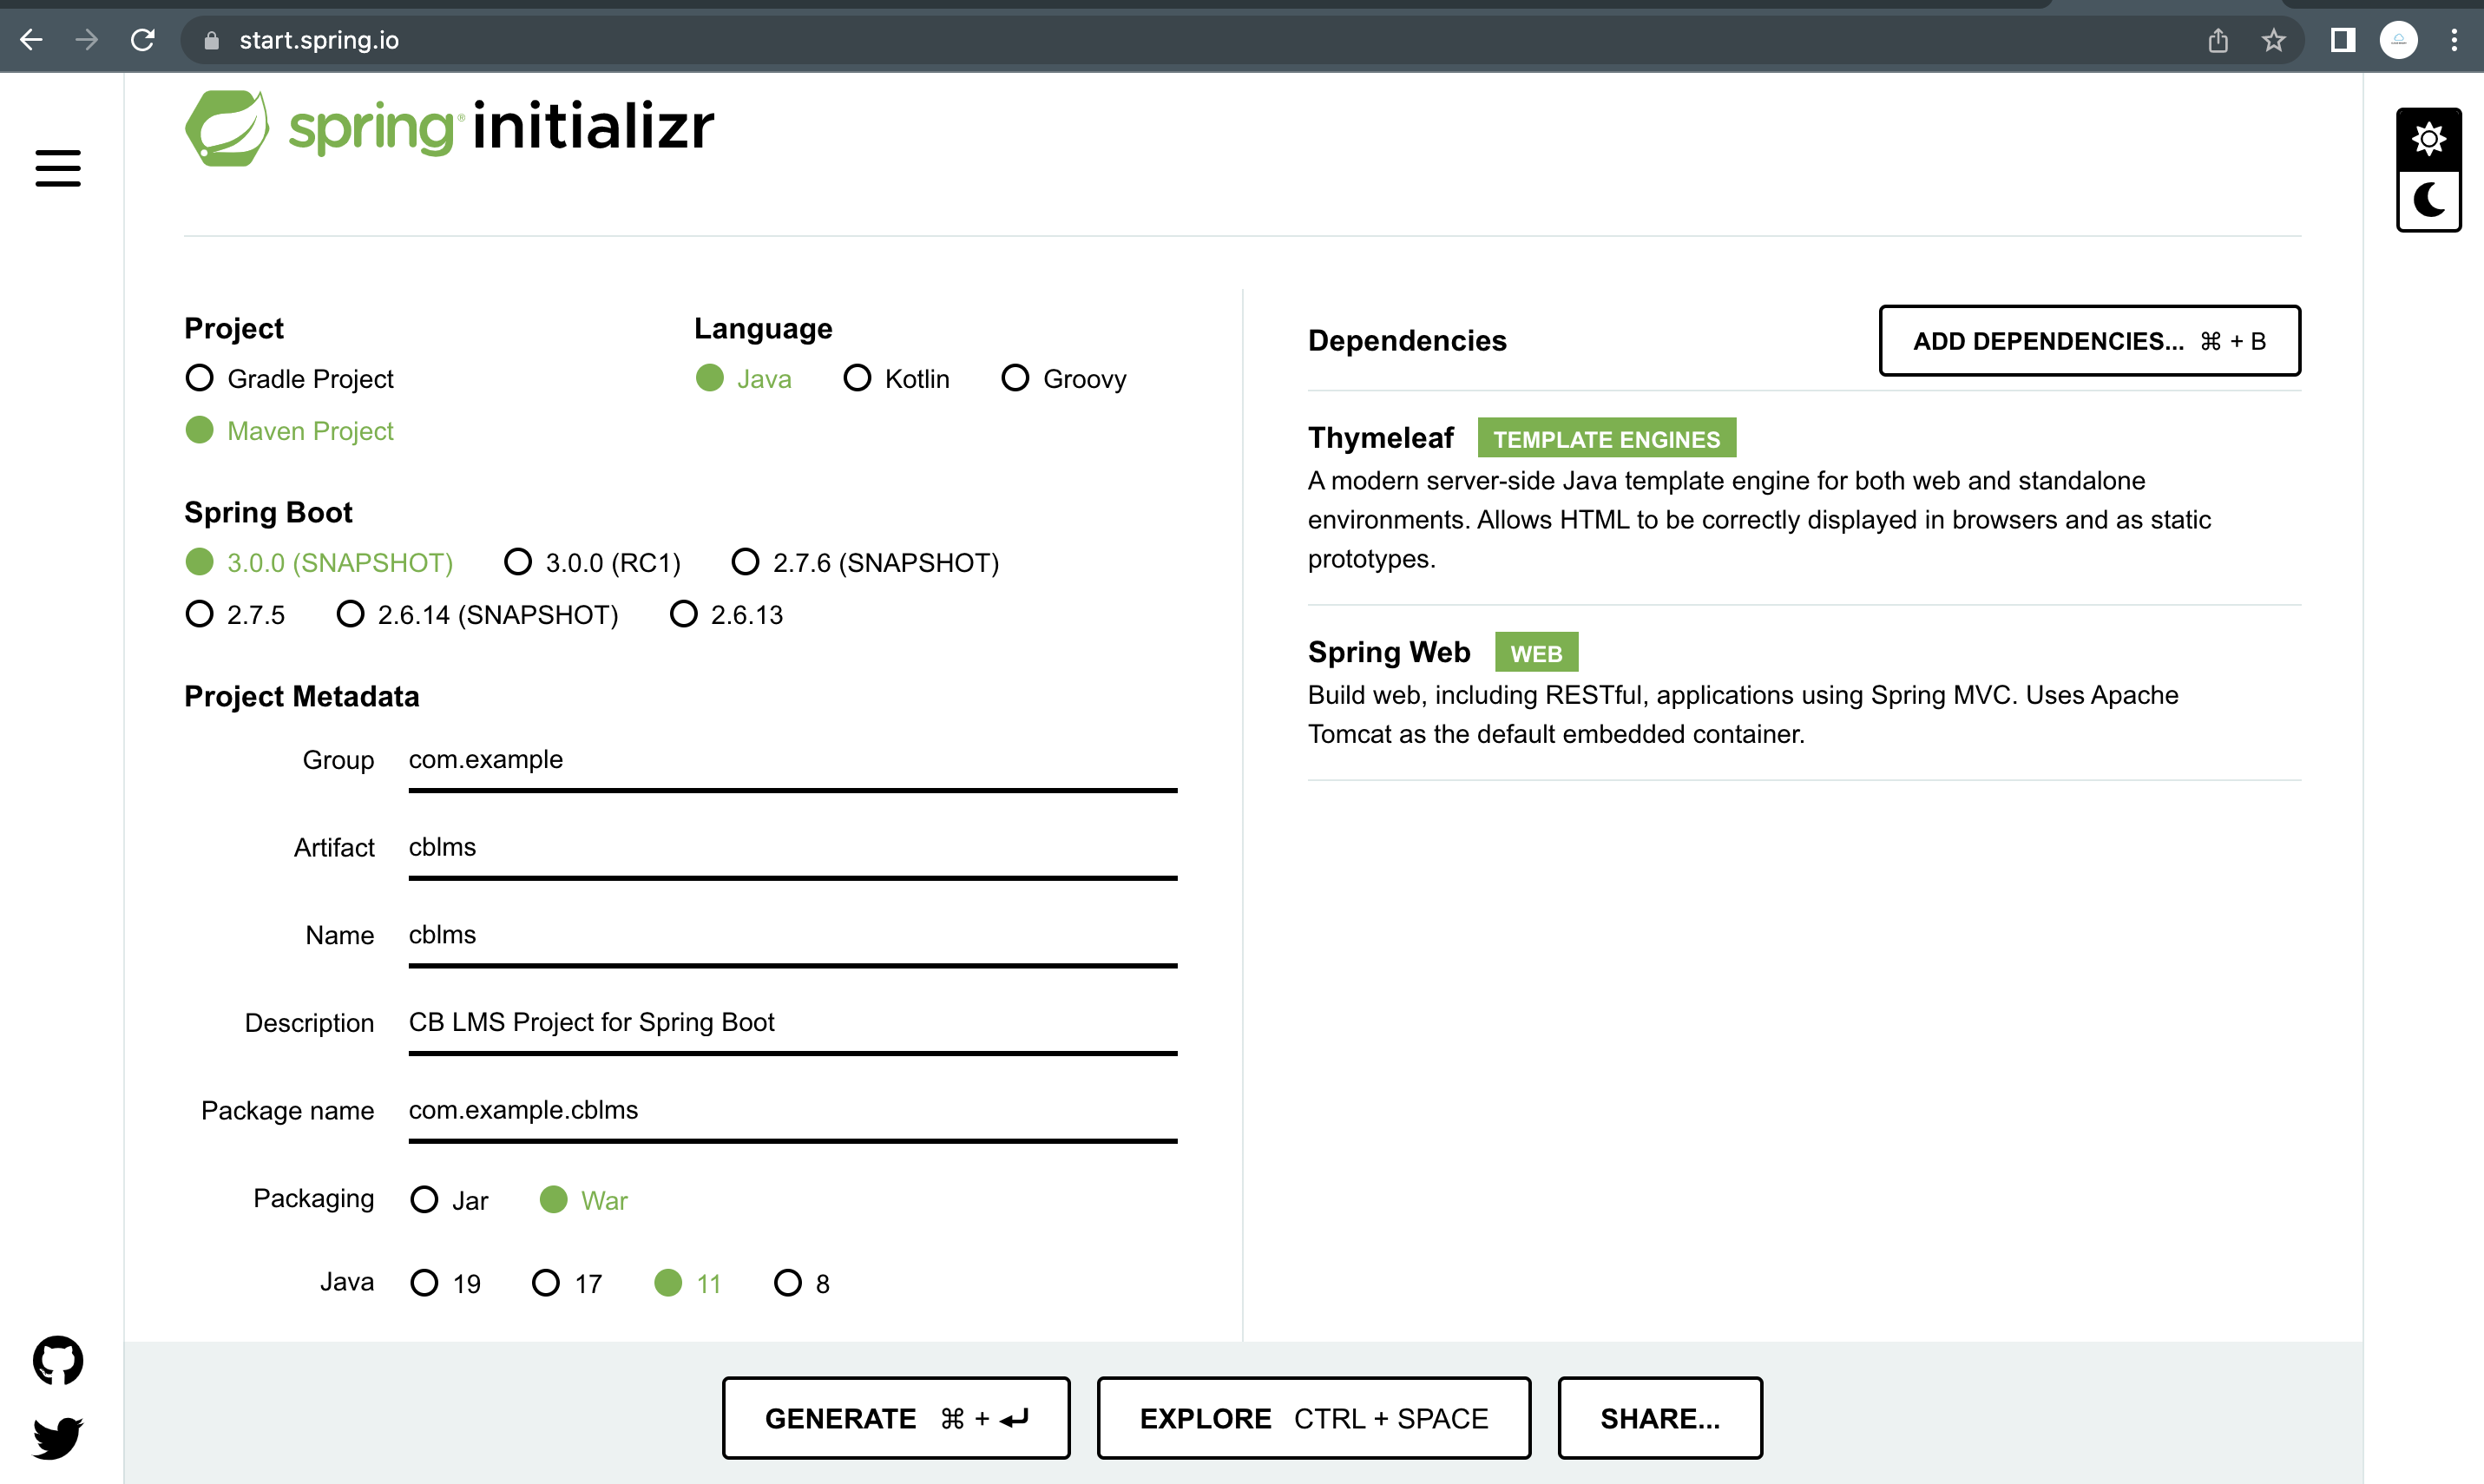 start.spring.io
spring® initializr
Project
Gradle Project
Maven Project
Language
Java Kotlin Groovy
Spring Boot
3.0.0 (SNAPSHOT) 3.0.0 (RC1) 2.7.6 (SNAPSHOT)
2.7.5 2.6.14 (SNAPSHOT) 2.6.13
Project Metadata
Group com.example
Artifact cblms
Name cblms
Description CB LMS Project for Spring Boot
Package name com.example.cblms
Packaging Jar War
Java 19 17 11 8
Dependencies
ADD DEPENDENCIES... ⌘ + B
Thymeleaf TEMPLATE ENGINES
A modern server-side Java template engine for both web and standalone
environments. Allows HTML to be correctly displayed in browsers and as static
prototypes.
Spring Web WEB
Build web, including RESTful, applications using Spring MVC. Uses Apache
Tomcat as the default embedded container.
GENERATE ⌘ + ⏎
EXPLORE CTRL + SPACE
SHARE...